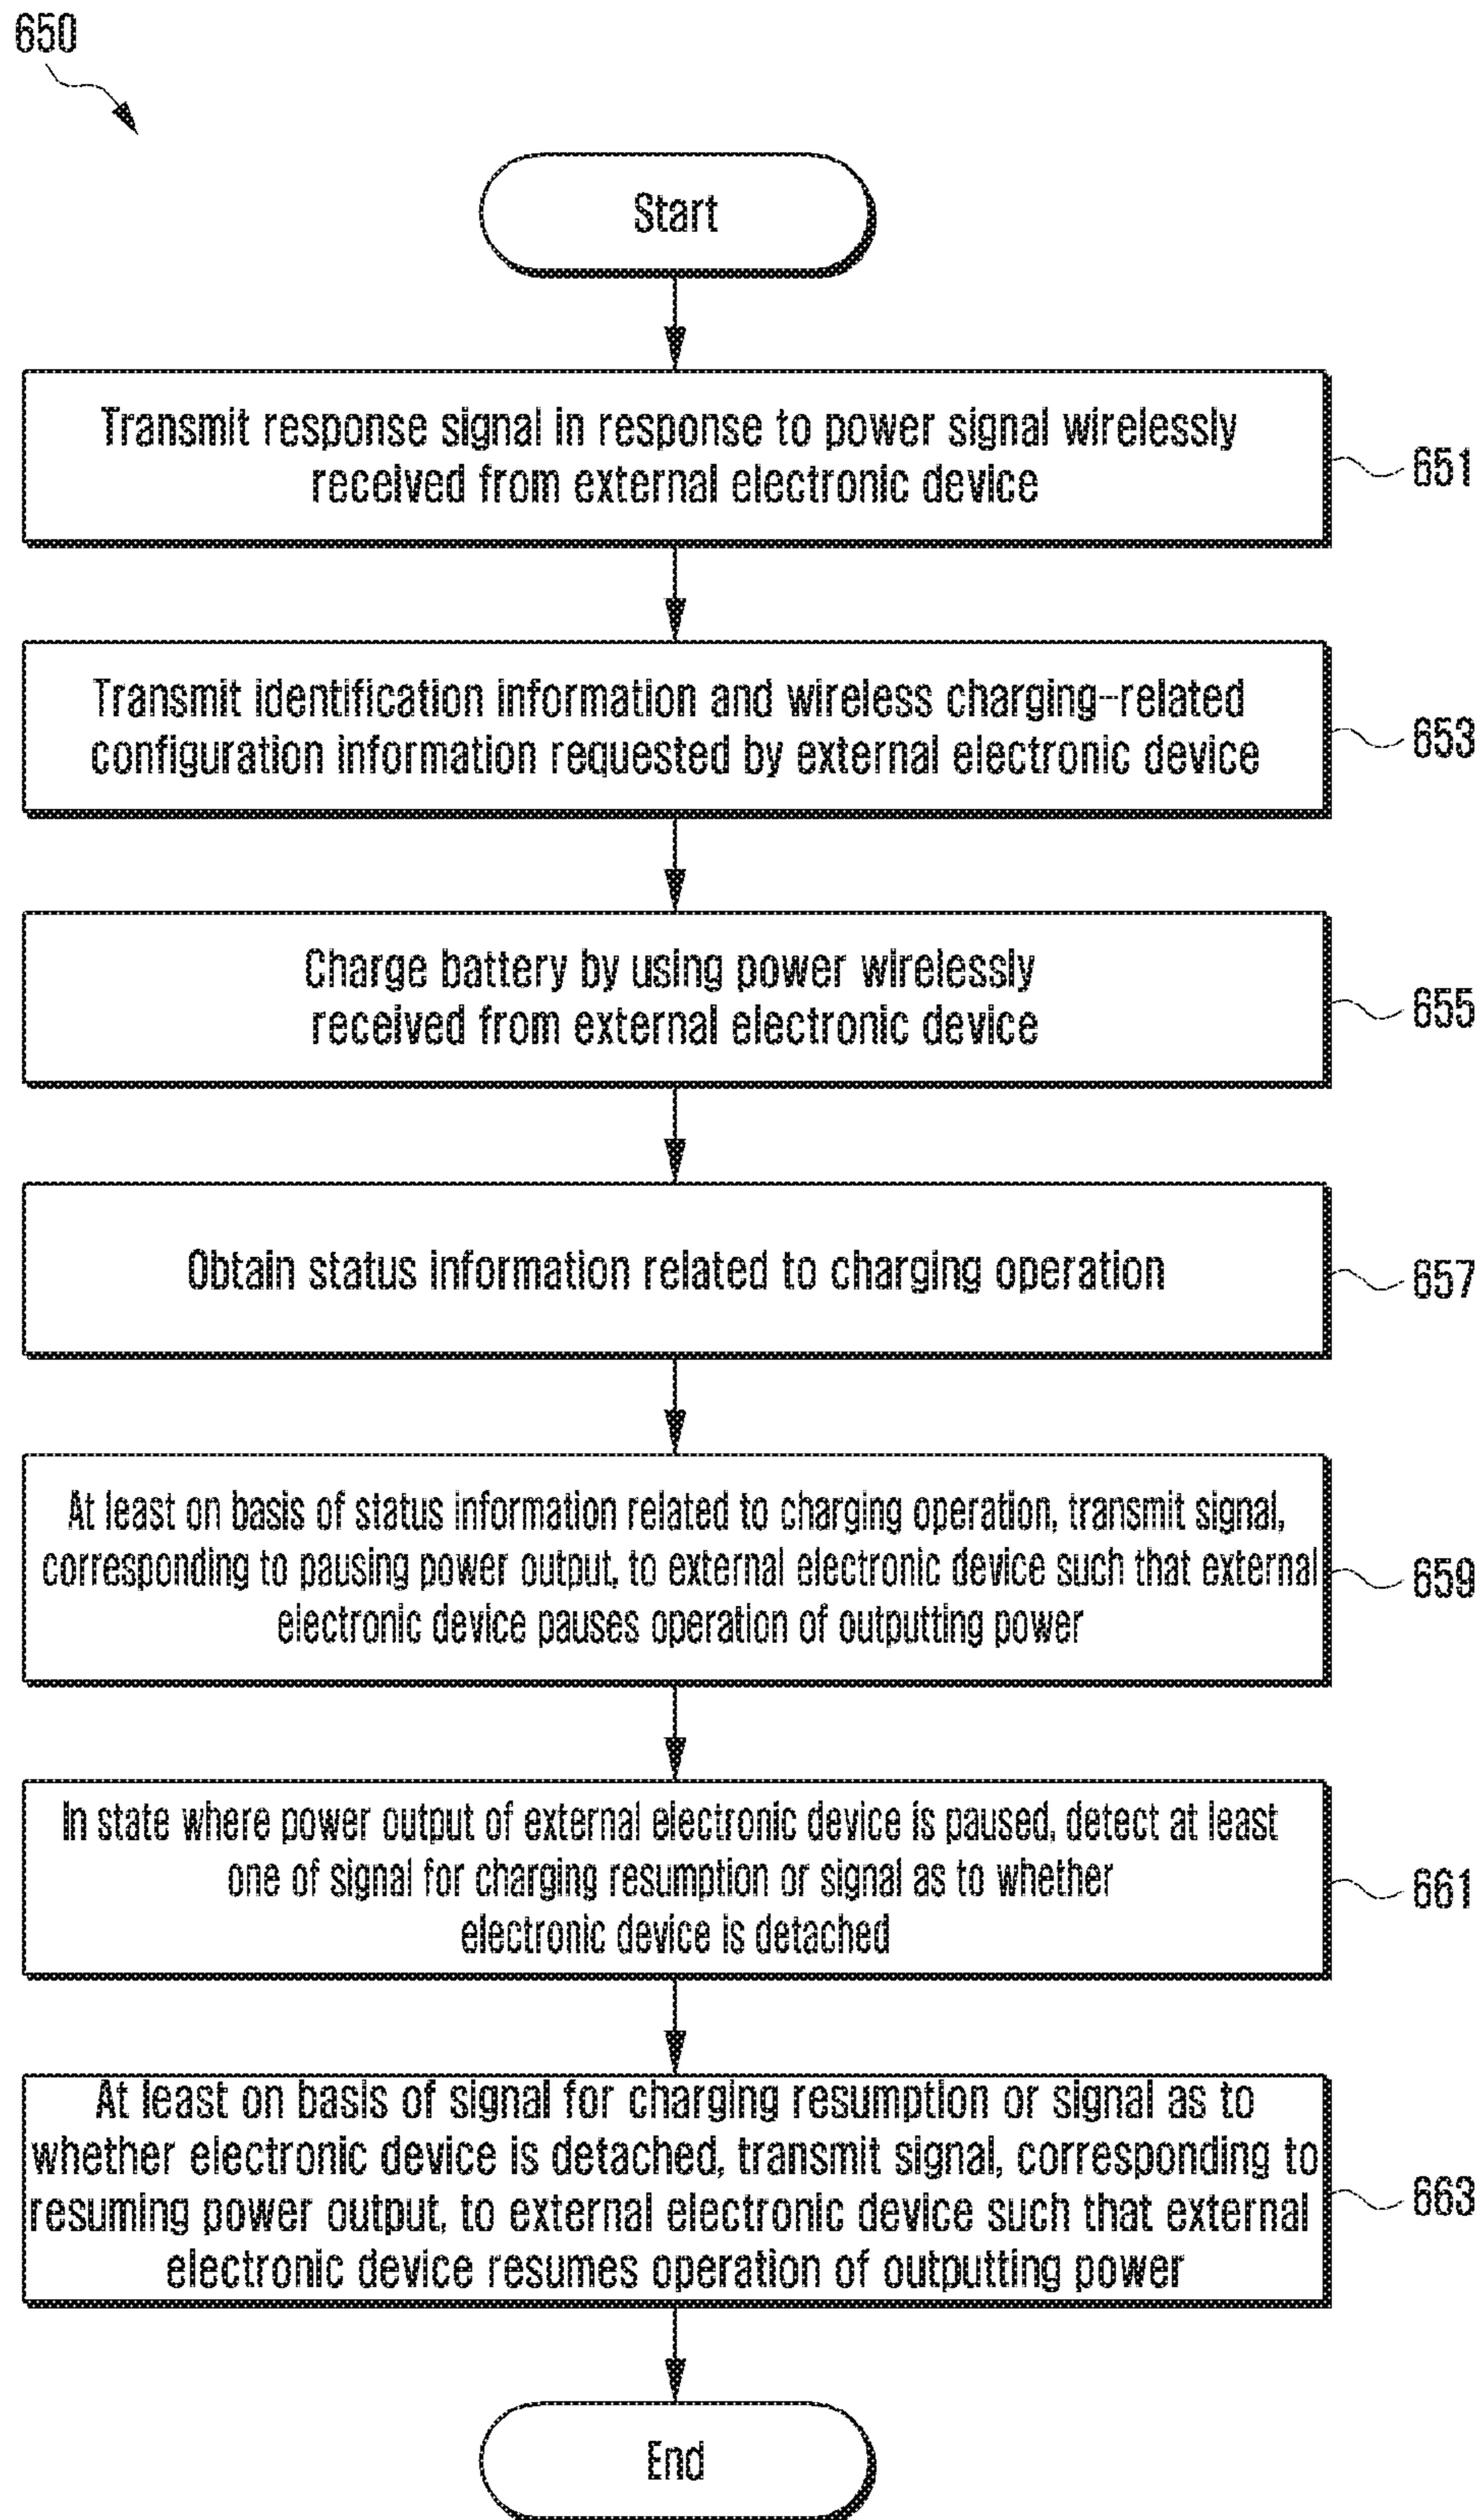 650
Start
Transmit response signal in response to power signal wirelessly
received from external electronic device
651
Transmit identification information and wireless charging-related
configuration information requested by external electronic device
653
Charge battery by using power wirelessly
received from external electronic device
655
Obtain status information related to charging operation
657
At least on basis of status information related to charging operation, transmit signal,
corresponding to pausing power output, to external electronic device such that external
electronic device pauses operation of outputting power
659
In state where power output of external electronic device is paused, detect at least
one of signal for charging resumption or signal as to whether
electronic device is detached
661
At least on basis of signal for charging resumption or signal as to
whether electronic device is detached, transmit signal, corresponding to
resuming power output, to external electronic device such that external
electronic device resumes operation of outputting power
663
End